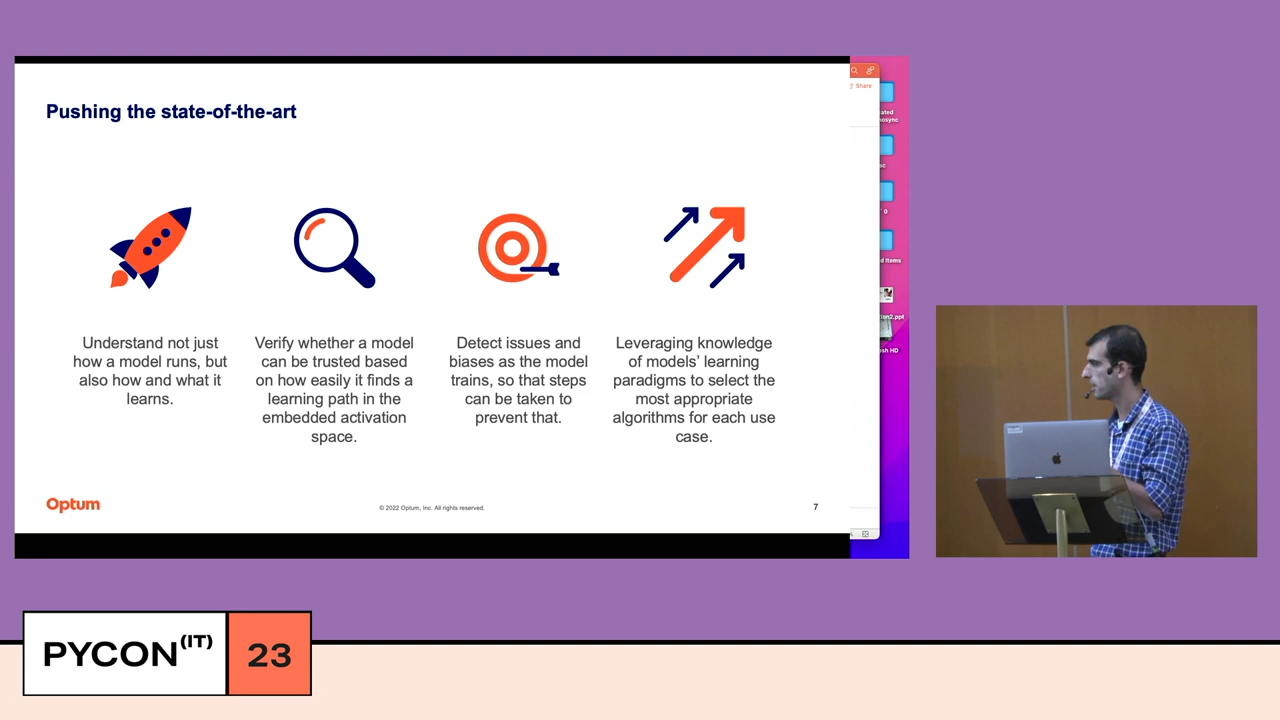 Pushing the state-of-the-art
Understand not just
how a model runs, but
also how and what it
learns.
Verify whether a model
can be trusted based
on how easily it finds a
learning path in the
embedded activation
space.
Detect issues and
biases as the model
trains, so that steps
can be taken to
prevent that.
Leveraging knowledge
of models' learning
paradigms to select the
most appropriate
algorithms for each use
case.
Optum
© 2022 Optum, Inc. All rights reserved.
7
Share
PYCON(IT) 23